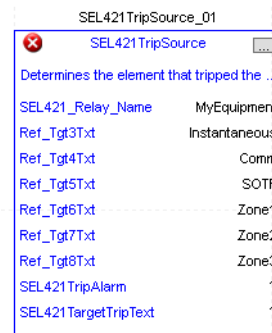 SEL421TripSource_01
SEL421TripSource ...
Determines the element that tripped the ..
SEL421_Relay_Name MyEquipmen
Ref_Tgt3Txt Instantaneous
Ref_Tgt4Txt Comm
Ref_Tgt5Txt SOTF
Ref_Tgt6Txt Zone1
Ref_Tgt7Txt Zone2
Ref_Tgt8Txt Zone3
SEL421TripAlarm
SEL421TargetTripText